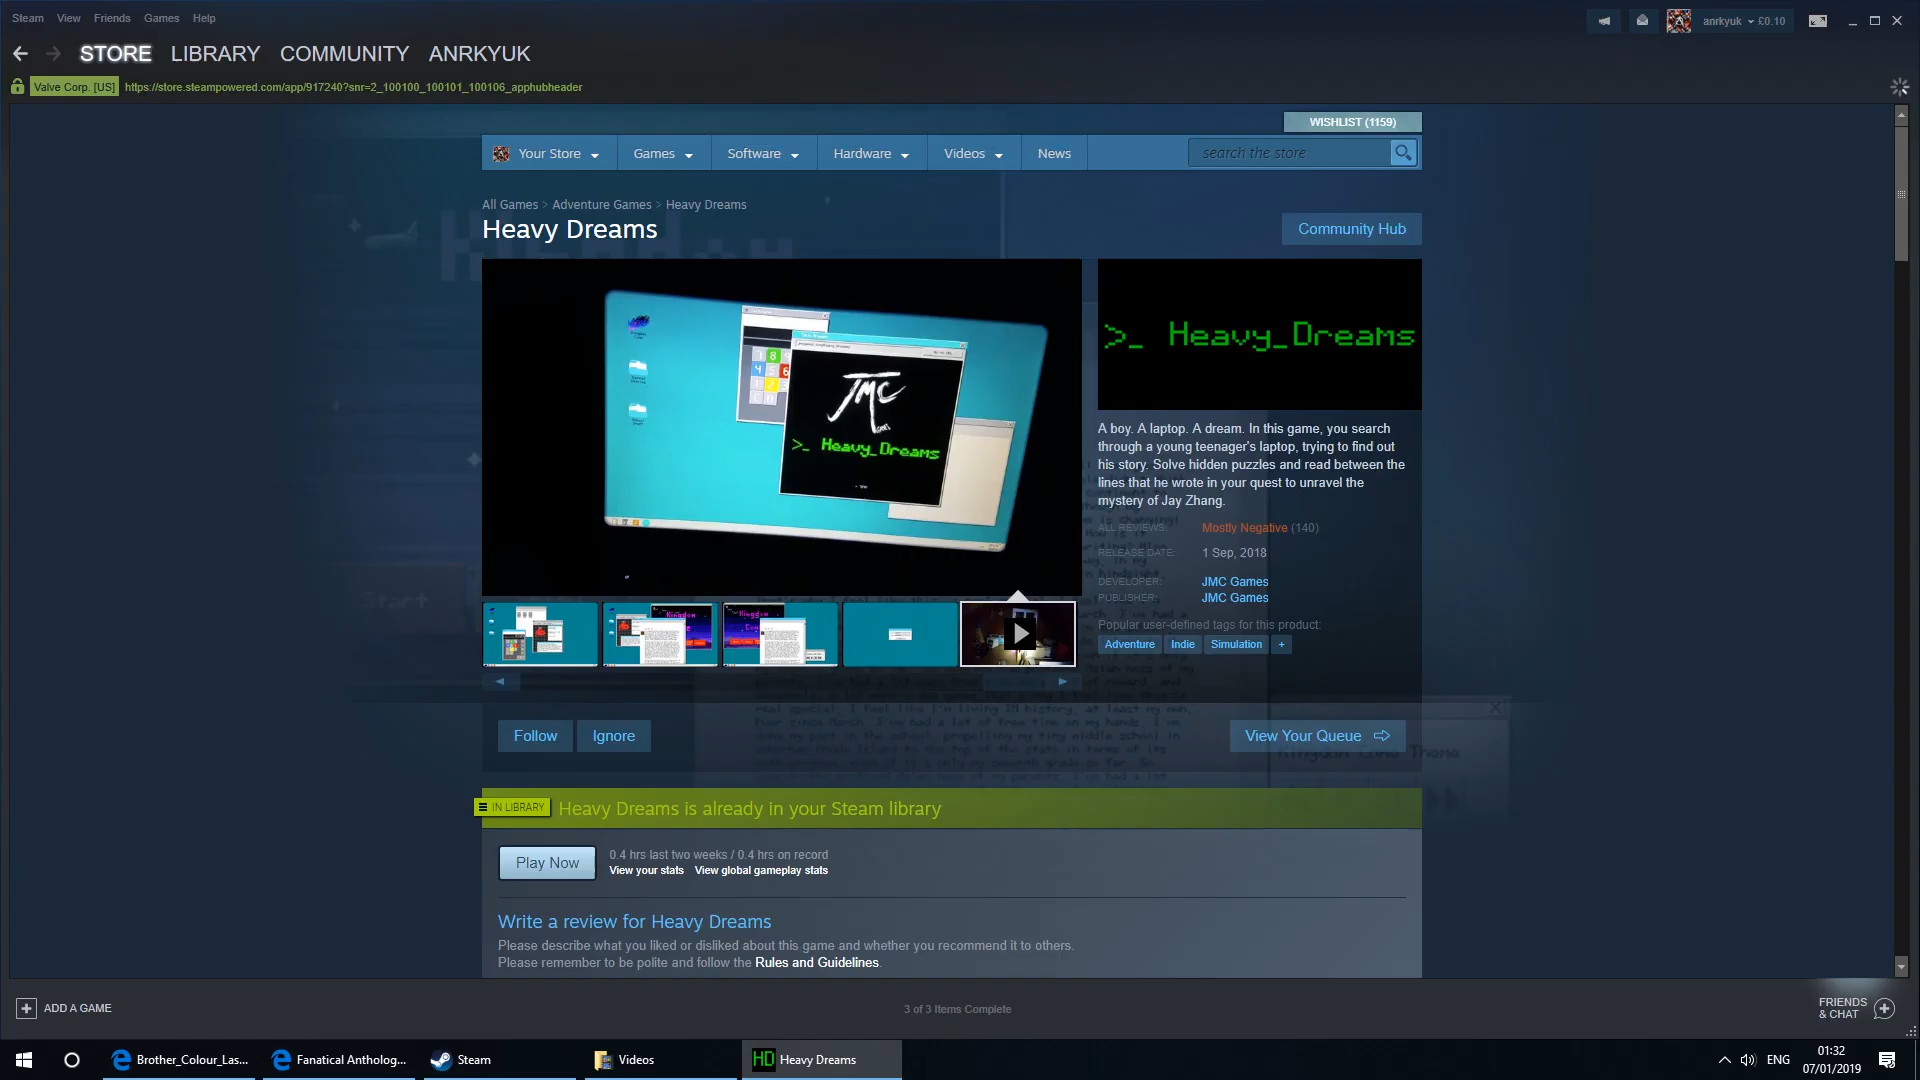 Steam View Friends Games Help
anrkyuk £0.10
STORE LIBRARY COMMUNITY ANRKYUK
Valve Corp. [US] https://store.steampowered.com/app/917240?snr=2_100100_100101_100106_apphubheader
WISHLIST (1159)
Your Store Games Software Hardware Videos News search the store
All Games > Adventure Games > Heavy Dreams
Heavy Dreams
Community Hub
JMC
>_ Heavy_Dreams
>_ Heavy_Dreams
A boy. A laptop. A dream. In this game, you search
through a young teenager's laptop, trying to find out
his story. Solve hidden puzzles and read between the
lines that he wrote in your quest to unravel the
mystery of Jay Zhang.
ALL REVIEWS: Mostly Negative (140)
RELEASE DATE: 1 Sep, 2018
DEVELOPER: JMC Games
PUBLISHER: JMC Games
Popular user-defined tags for this product:
Adventure Indie Simulation +
Follow Ignore
View Your Queue
IN LIBRARY Heavy Dreams is already in your Steam library
Play Now
0.4 hrs last two weeks / 0.4 hrs on record
View your stats View global gameplay stats
Write a review for Heavy Dreams
Please describe what you liked or disliked about this game and whether you recommend it to others.
Please remember to be polite and follow the Rules and Guidelines.
ADD A GAME
3 of 3 Items Complete
FRIENDS
& CHAT
Brother_Colour_Las... Fanatical Antholog... Steam Videos HD Heavy Dreams
ENG
01:32
07/01/2019